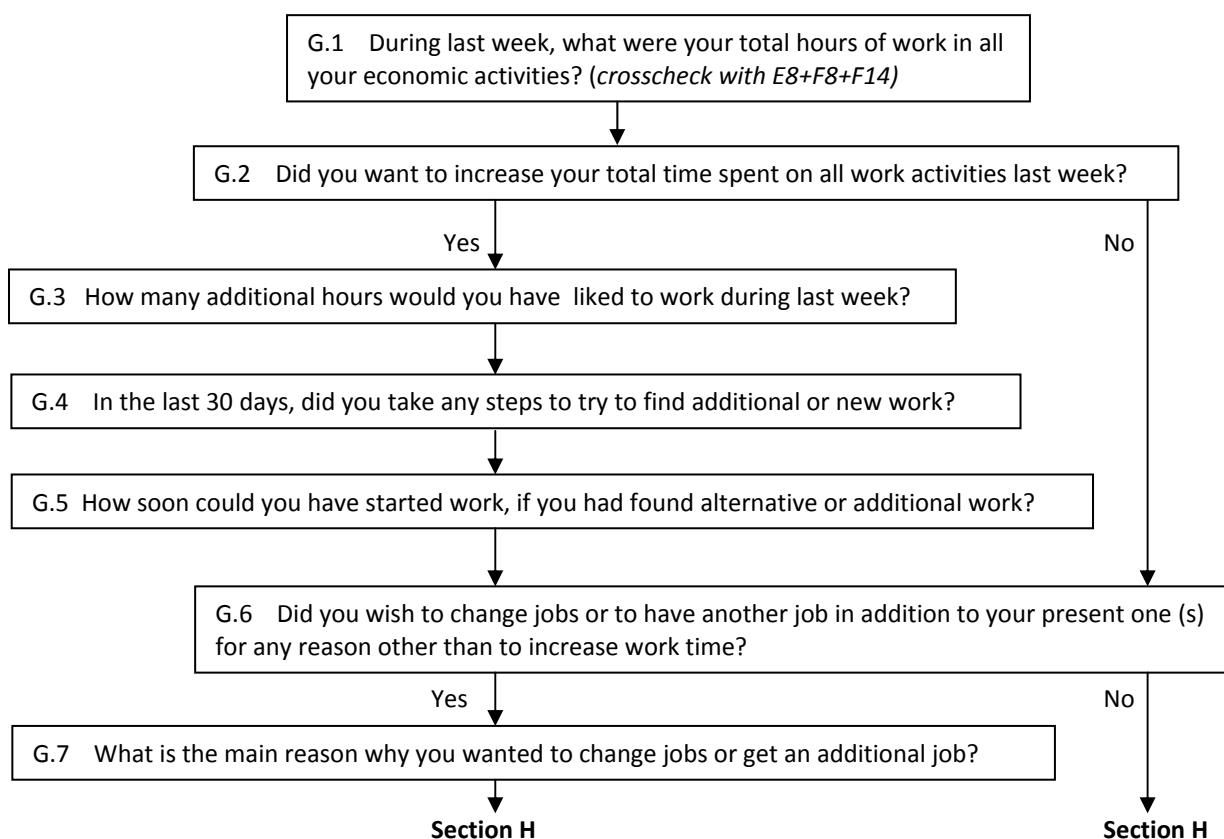 G.1 During last week, what were your total hours of work in all
your economic activities? (crosscheck with E8+F8+F14)
G.2 Did you want to increase your total time spent on all work activities last week?
Yes
No
G.3 How many additional hours would you have liked to work during last week?
G.4 In the last 30 days, did you take any steps to try to find additional or new work?
G.5 How soon could you have started work, if you had found alternative or additional work?
G.6 Did you wish to change jobs or to have another job in addition to your present one (s)
for any reason other than to increase work time?
Yes
No
G.7 What is the main reason why you wanted to change jobs or get an additional job?
Section H
Section H